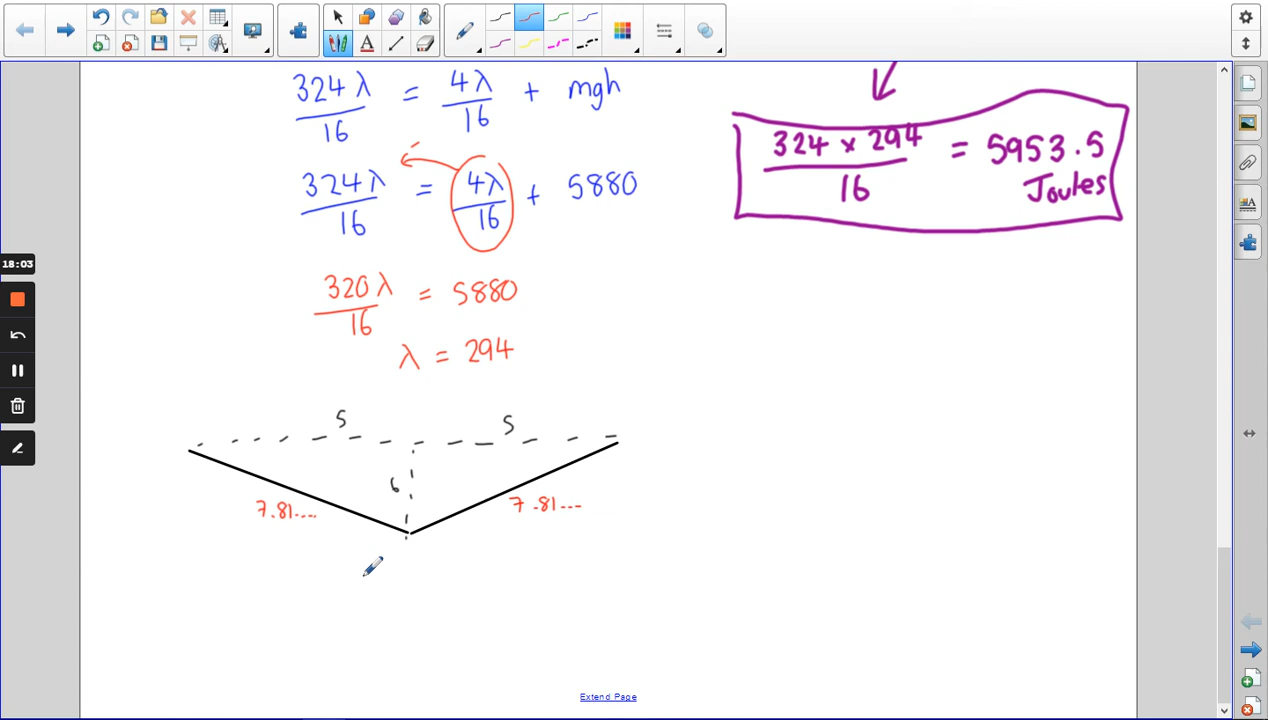 324λ/16 = 4λ/16 + mgh
324λ/16 = 4λ/16 + 5880
320λ/16 = 5880
λ = 294
324 × 294/16 = 5953.5
Joules
18:03
5 5
6
7.81.... 7.81....
Extend Page